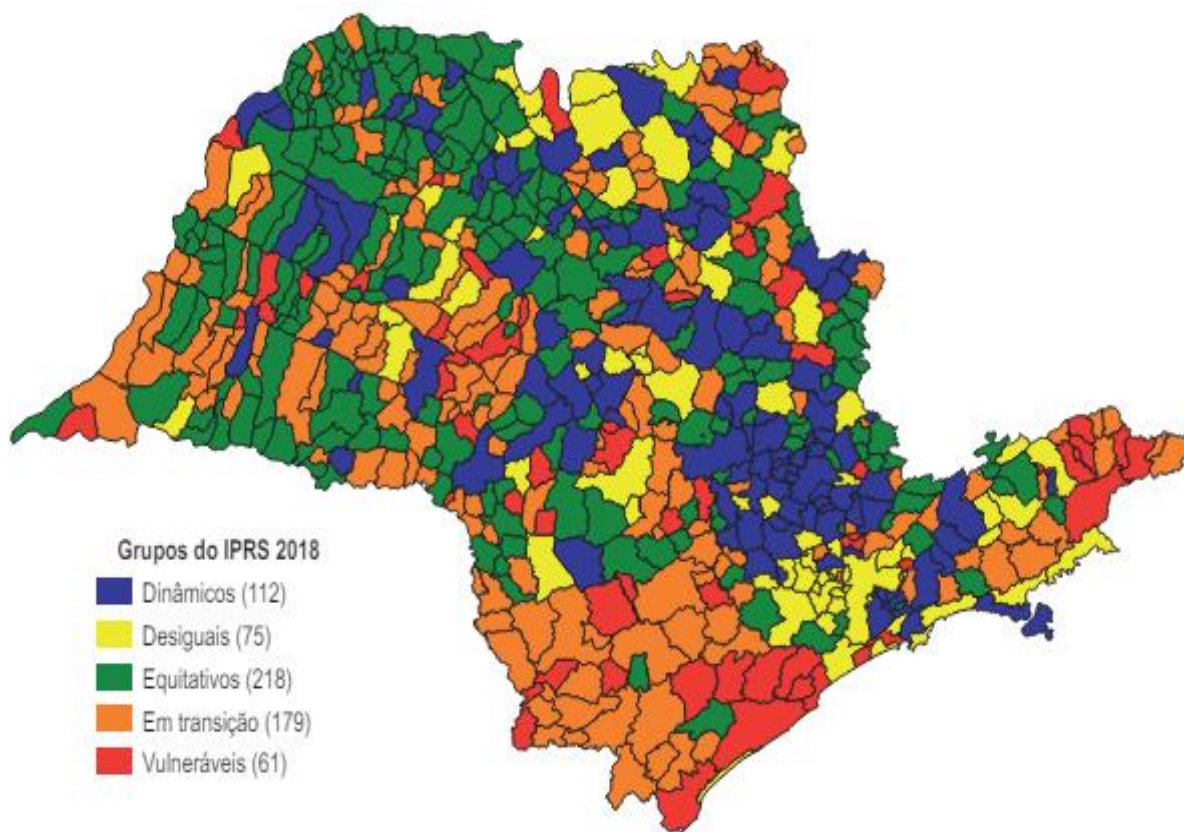 Grupos do IPRS 2018
Dinâmicos (112)
Desiguais (75)
Equitativos (218)
Em transição (179)
Vulneráveis (61)